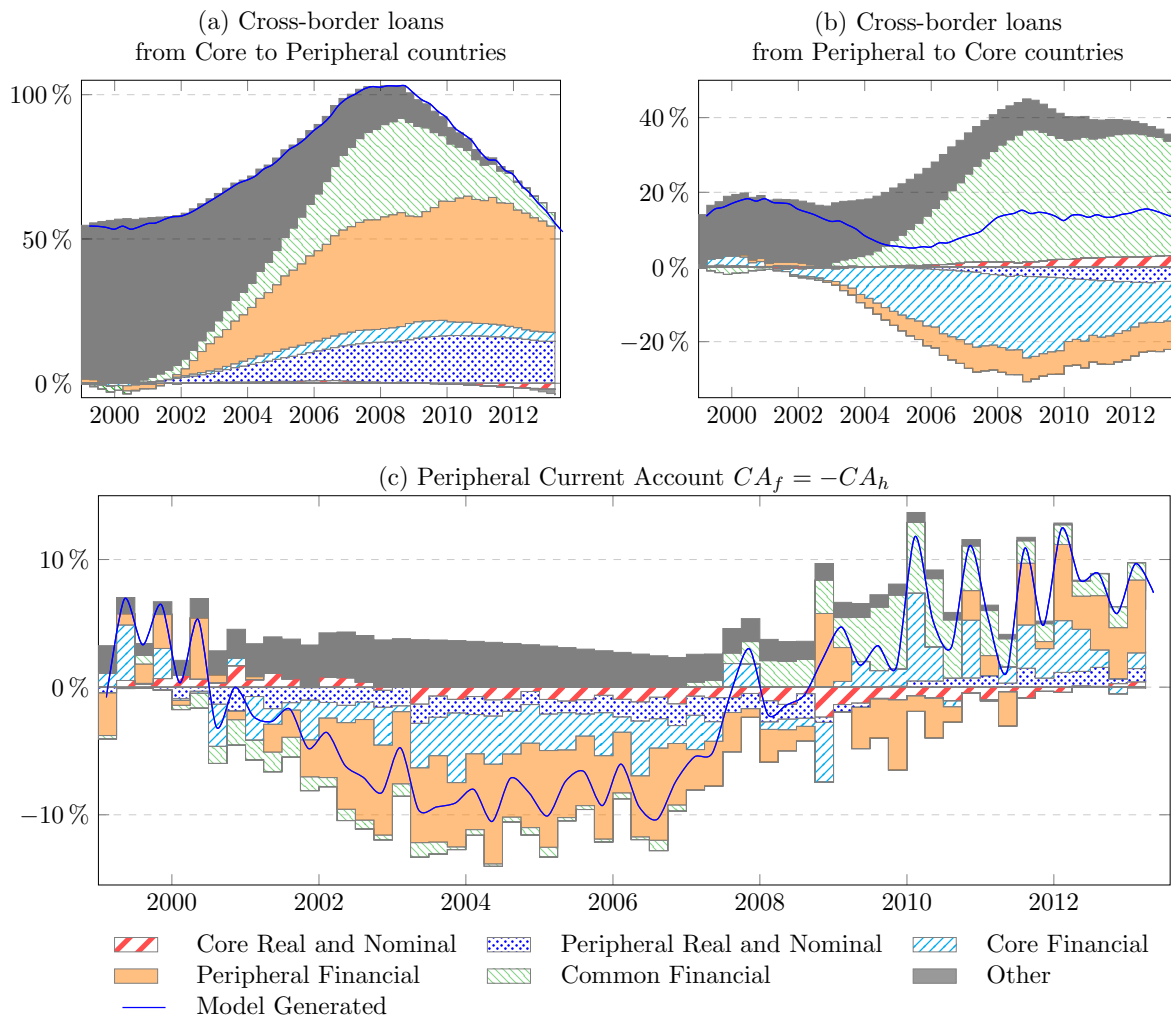 (a) Cross-border loans
from Core to Peripheral countries
100 %
50 %
0 %
2000 2002 2004 2006 2008 2010 2012
(b) Cross-border loans
from Peripheral to Core countries
40 %
20 %
0 %
−20 %
2000 2002 2004 2006 2008 2010 2012
(c) Peripheral Current Account CA_f = −CA_h
10 %
0 %
−10 %
2000 2002 2004 2006 2008 2010 2012
Core Real and Nominal Peripheral Real and Nominal Core Financial
Peripheral Financial Common Financial Other
Model Generated